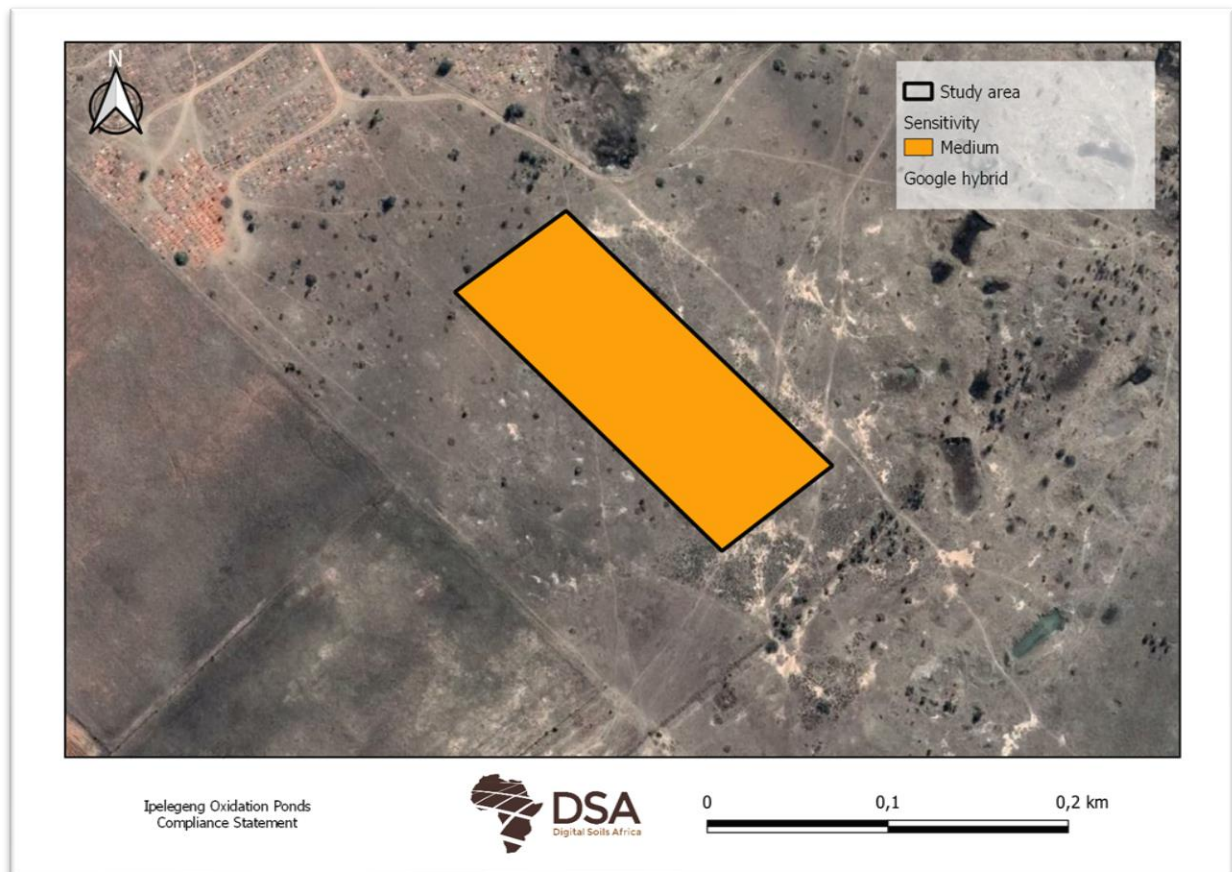 N
Study area
Sensitivity
Medium
Google hybrid
Ipelegeng Oxidation Ponds
Compliance Statement
DSA
Digital Soils Africa
0 0,1 0,2 km